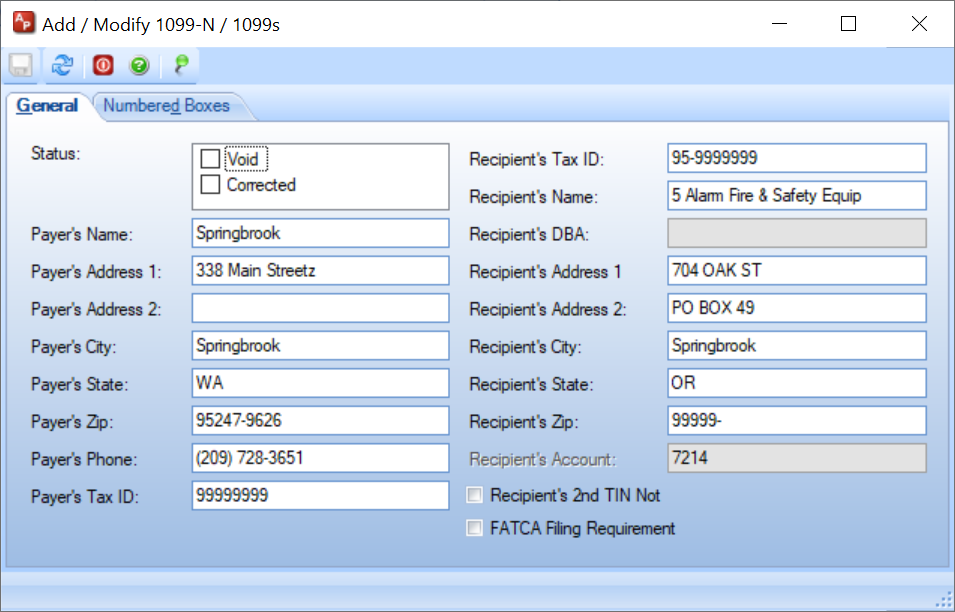 AP Add / Modify 1099-N / 1099s
General Numbered Boxes
Status:
Void
Corrected
Payer's Name: Springbrook
Payer's Address 1: 338 Main Streetz
Payer's Address 2:
Payer's City: Springbrook
Payer's State: WA
Payer's Zip: 95247-9626
Payer's Phone: (209) 728-3651
Payer's Tax ID: 99999999
Recipient's Tax ID: 95-9999999
Recipient's Name: 5 Alarm Fire & Safety Equip
Recipient's DBA:
Recipient's Address 1 704 OAK ST
Recipient's Address 2: PO BOX 49
Recipient's City: Springbrook
Recipient's State: OR
Recipient's Zip: 99999-
Recipient's Account: 7214
Recipient's 2nd TIN Not
FATCA Filing Requirement